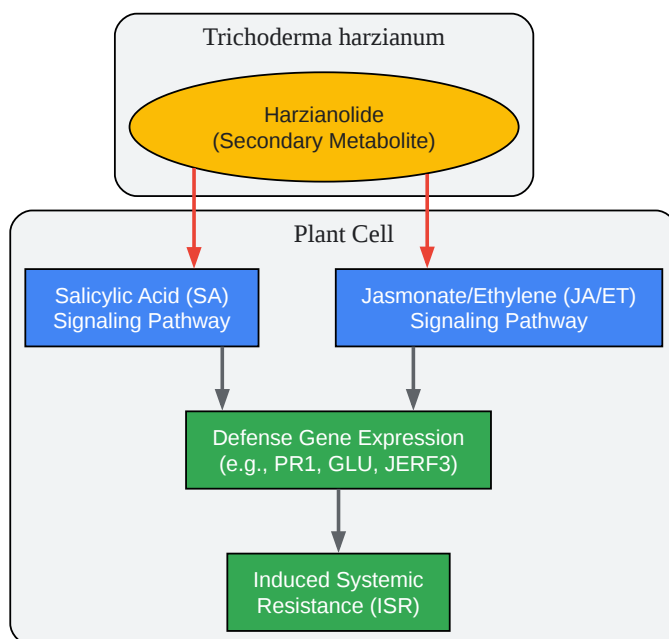 Trichoderma harzianum
Harzianolide
(Secondary Metabolite)
Plant Cell
Salicylic Acid (SA)
Signaling Pathway
Jasmonate/Ethylene (JA/ET)
Signaling Pathway
Defense Gene Expression
(e.g., PR1, GLU, JERF3)
Induced Systemic
Resistance (ISR)